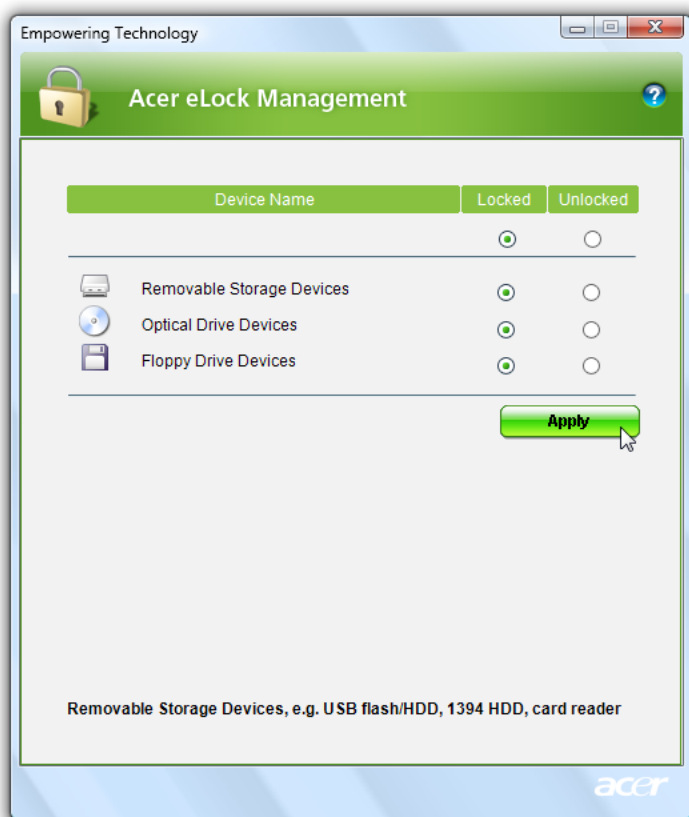 Empowering Technology
Acer eLock Management
?
Device Name Locked Unlocked
Removable Storage Devices
Optical Drive Devices
Floppy Drive Devices
Apply
Removable Storage Devices, e.g. USB flash/HDD, 1394 HDD, card reader
acer